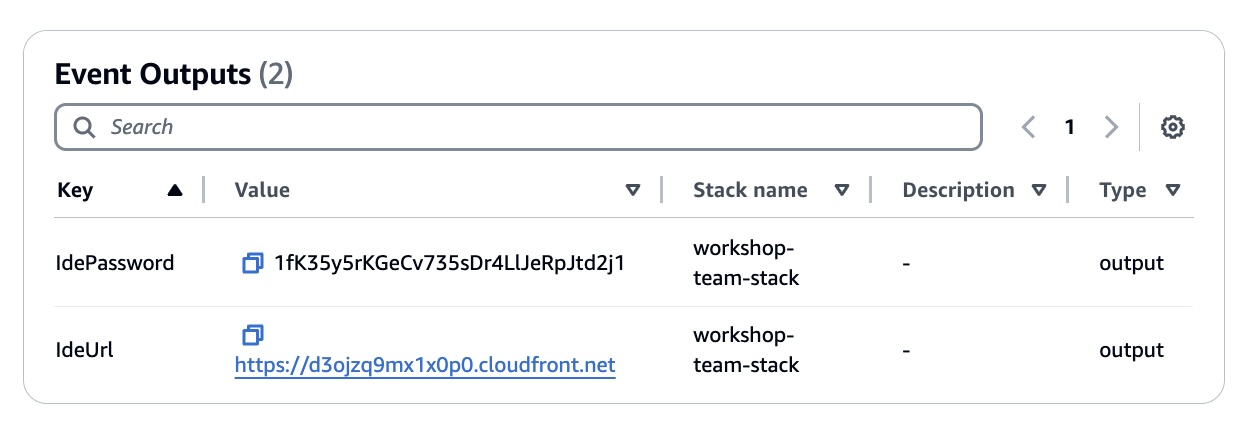 Event Outputs (2)
Search
1
Key Value Stack name Description Type
IdePassword 1fK35y5rKGeCv735sDr4LlJeRpJtd2j1 workshop-team-stack - output
IdeUrl https://d3ojzq9mx1x0p0.cloudfront.net workshop-team-stack - output